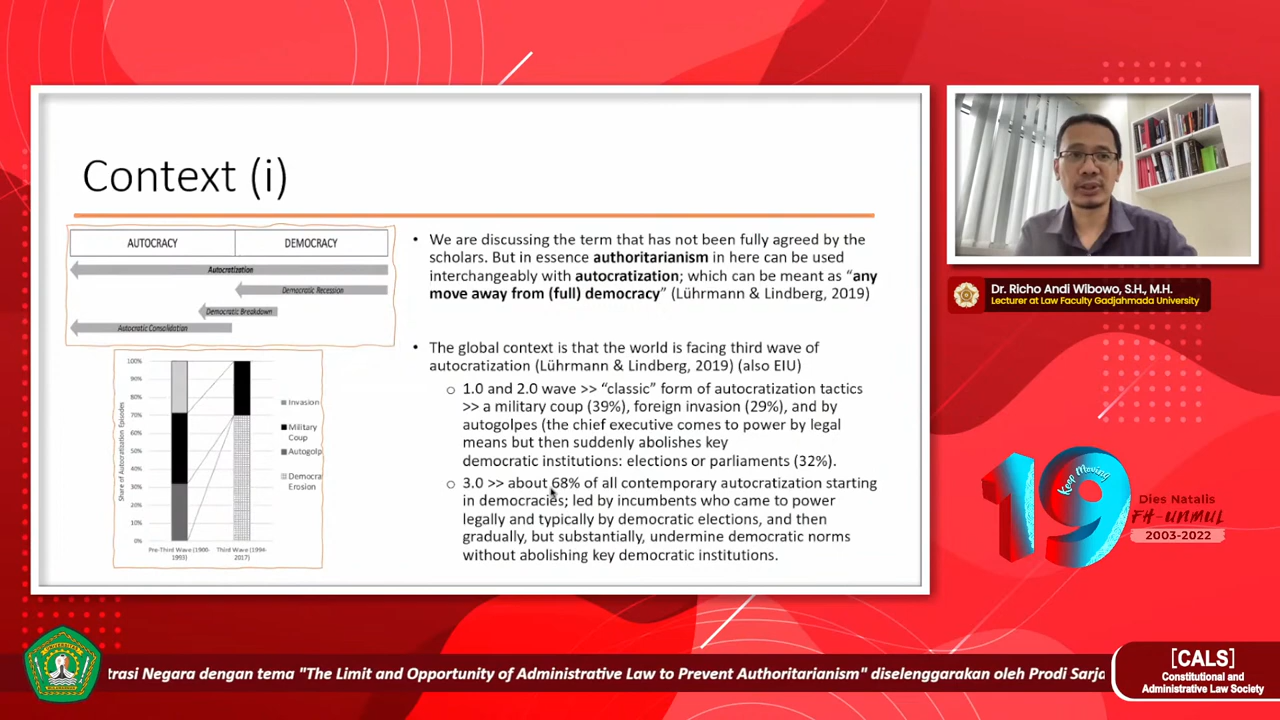 Context (i)
AUTOCRACY
DEMOCRACY
Autocratization
Democratic Recession
Democratic Breakdown
Autocratic Consolidation
Share of Autocratization Episodes
100%
90%
80%
70%
60%
50%
40%
30%
20%
10%
0%
Pre-Third Wave (1900-
1993)
Third Wave (1994-
2017)
Invasion
Military
Coup
Autogolp
Democra
Erosion
• We are discussing the term that has not been fully agreed by the
scholars. But in essence authoritarianism in here can be used
interchangeably with autocratization; which can be meant as “any
move away from (full) democracy” (Lührmann & Lindberg, 2019)
• The global context is that the world is facing third wave of
autocratization (Lührmann & Lindberg, 2019) (also EIU)
o 1.0 and 2.0 wave >> “classic” form of autocratization tactics
>> a military coup (39%), foreign invasion (29%), and by
autogolpes (the chief executive comes to power by legal
means but then suddenly abolishes key
democratic institutions: elections or parliaments (32%).
o 3.0 >> about 68% of all contemporary autocratization starting
in democracies; led by incumbents who came to power
legally and typically by democratic elections, and then
gradually, but substantially, undermine democratic norms
without abolishing key democratic institutions.
Dr. Richo Andi Wibowo, S.H., M.H.
Lecturer at Law Faculty Gadjahmada University
19
Keep Moving
Dies Natalis
FH-UNMUL
2003-2022
trasi Negara dengan tema "The Limit and Opportunity of Administrative Law to Prevent Authoritarianism" diselenggarakan oleh Prodi Sarja
[CALS]
Constitutional and
Administrative Law Society